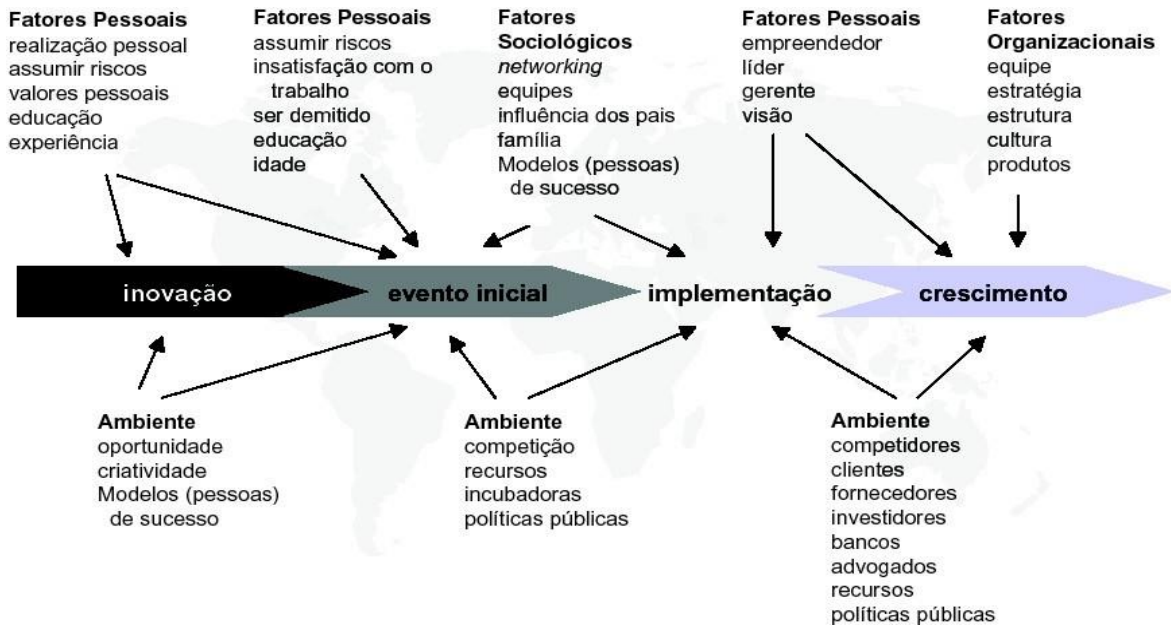 Fatores Pessoais
realização pessoal
assumir riscos
valores pessoais
educação
experiência
Fatores Pessoais
assumir riscos
insatisfação com o
trabalho
ser demitido
educação
idade
Fatores
Sociológicos
networking
equipes
influência dos pais
família
Modelos (pessoas)
de sucesso
Fatores Pessoais
empreendedor
líder
gerente
visão
Fatores
Organizacionais
equipe
estratégia
estrutura
cultura
produtos
inovação
evento inicial
implementação
crescimento
Ambiente
oportunidade
criatividade
Modelos (pessoas)
de sucesso
Ambiente
competição
recursos
incubadoras
políticas públicas
Ambiente
competidores
clientes
fornecedores
investidores
bancos
advogados
recursos
políticas públicas